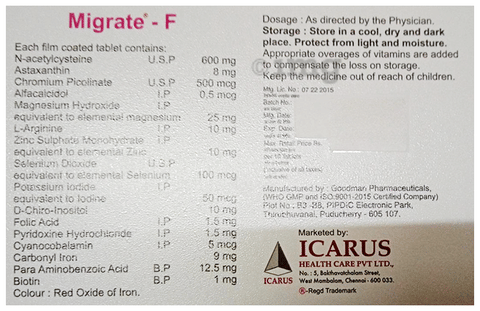 Migrate® - F
Each film coated tablet contains:
N-acetylcysteine U.S.P 600 mg
Astaxanthin 8 mg
Chromium Picolinate U.S.P 500 mcg
Alfacalcidol I.P 0.5 mcg
Magnesium Hydroxide I.P
equivalent to elemental magnesium 25 mg
L-Arginine I.P 10 mg
Zinc Sulphate Monohydrate I.P
equivalent to elemental Zinc 10 mg
Selenium Dioxide U.S.P
equivalent to elemental Selenium 100 mcg
Potassium iodide I.P
equivalent to Iodine 50 mcg
D-Chiro-Inositol 10 mg
Folic Acid I.P 1.5 mg
Pyridoxine Hydrochloride I.P 1.5 mg
Cyanocobalamin I.P 5 mcg
Carbonyl Iron 9 mg
Para Aminobenzoic Acid B.P 12.5 mg
Biotin B.P 1 mg
Colour : Red Oxide of Iron.
Dosage : As directed by the Physician.
Storage : Store in a cool, dry and dark
place. Protect from light and moisture.
Appropriate overages of vitamins are added
to compensate the loss on storage.
Keep the medicine out of reach of children.
Mfg. Lic. No.: 07 22 2015
Batch No.:
Mfg. Date
Exp. Date
Max. Retail Price Rs.
Manufactured by : Goodman Pharmaceuticals,
(WHO GMP and ISO:9001-2015 Certified Company)
Plot No : B3 -B8, PIPDIC Electronic Park,
Thirubhuvanai, Puducherry - 605 107.
Marketed by:
ICARUS
HEALTH CARE PVT LTD.,
No. : 5, Bakthavatchalam Street,
West Mambalam, Chennai - 600 033.
ICARUS
®-Regd Trademark